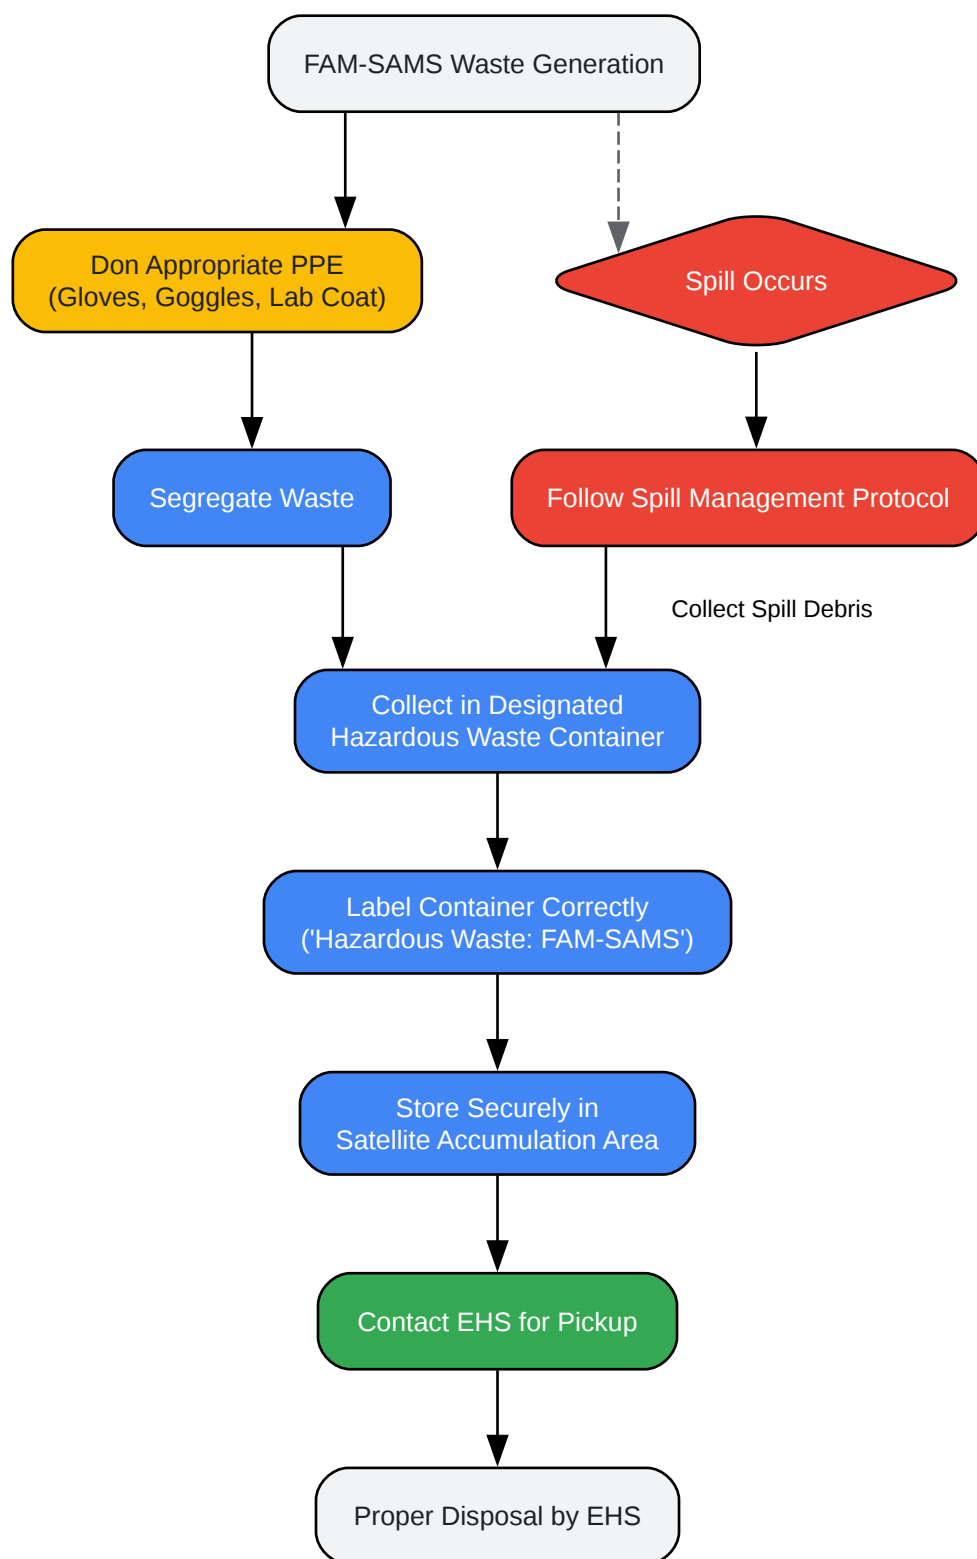 FAM-SAMS Waste Generation
Don Appropriate PPE
(Gloves, Goggles, Lab Coat)
Spill Occurs
Segregate Waste
Follow Spill Management Protocol
Collect Spill Debris
Collect in Designated
Hazardous Waste Container
Label Container Correctly
('Hazardous Waste: FAM-SAMS')
Store Securely in
Satellite Accumulation Area
Contact EHS for Pickup
Proper Disposal by EHS